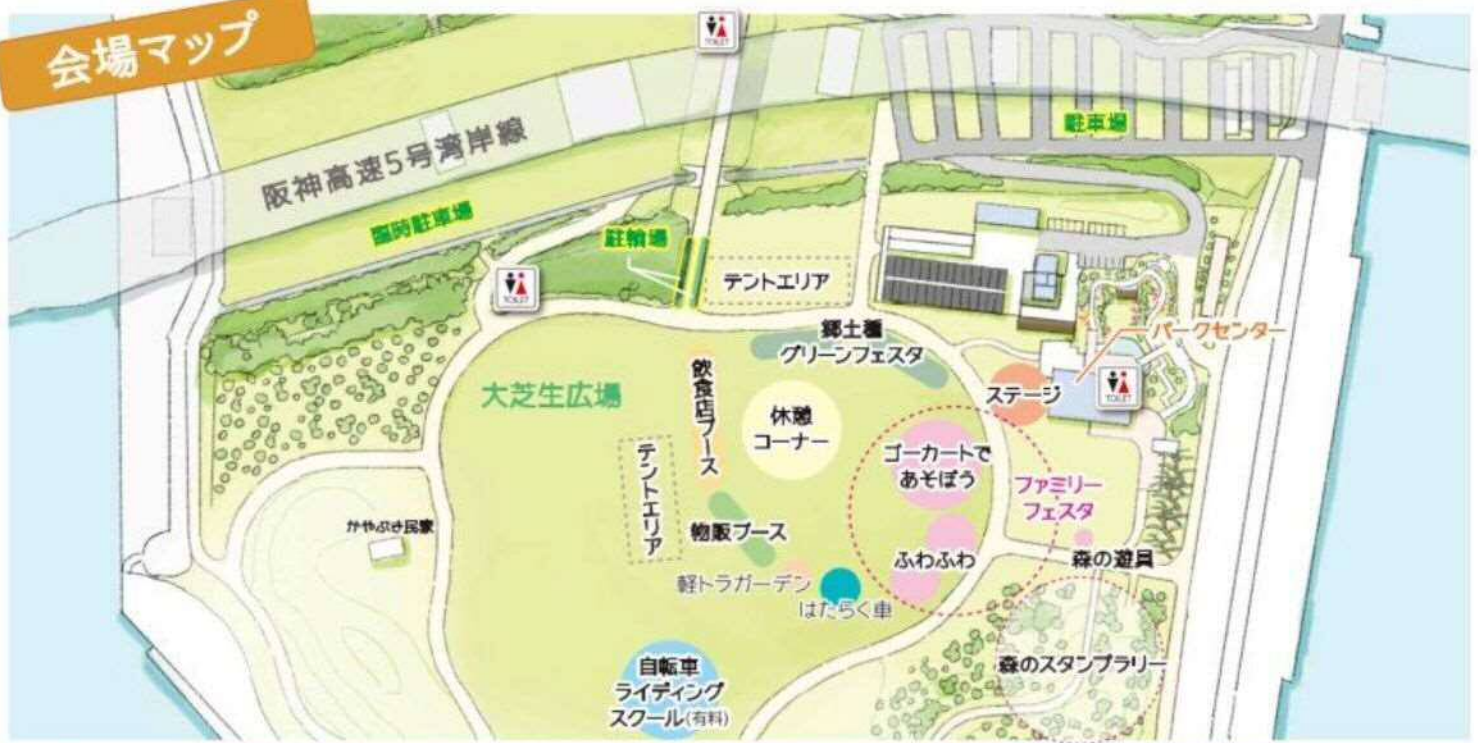 会場マップ
TOILET
阪神高速5号湾岸線
駐車場
臨時駐車場
駐輪場
TOILET
テントエリア
郷土種
グリーンフェスタ
パークセンター
TOILET
ステージ
大芝生広場
飲食店ブース
休憩
コーナー
ゴーカートで
あそぼう
ファミリー
フェスタ
テントエリア
かやぶき民家
物販ブース
ふわふわ
森の遊具
軽トラガーデン
はたらく車
自転車
ライディング
スクール(有料)
森のスタンプラリー